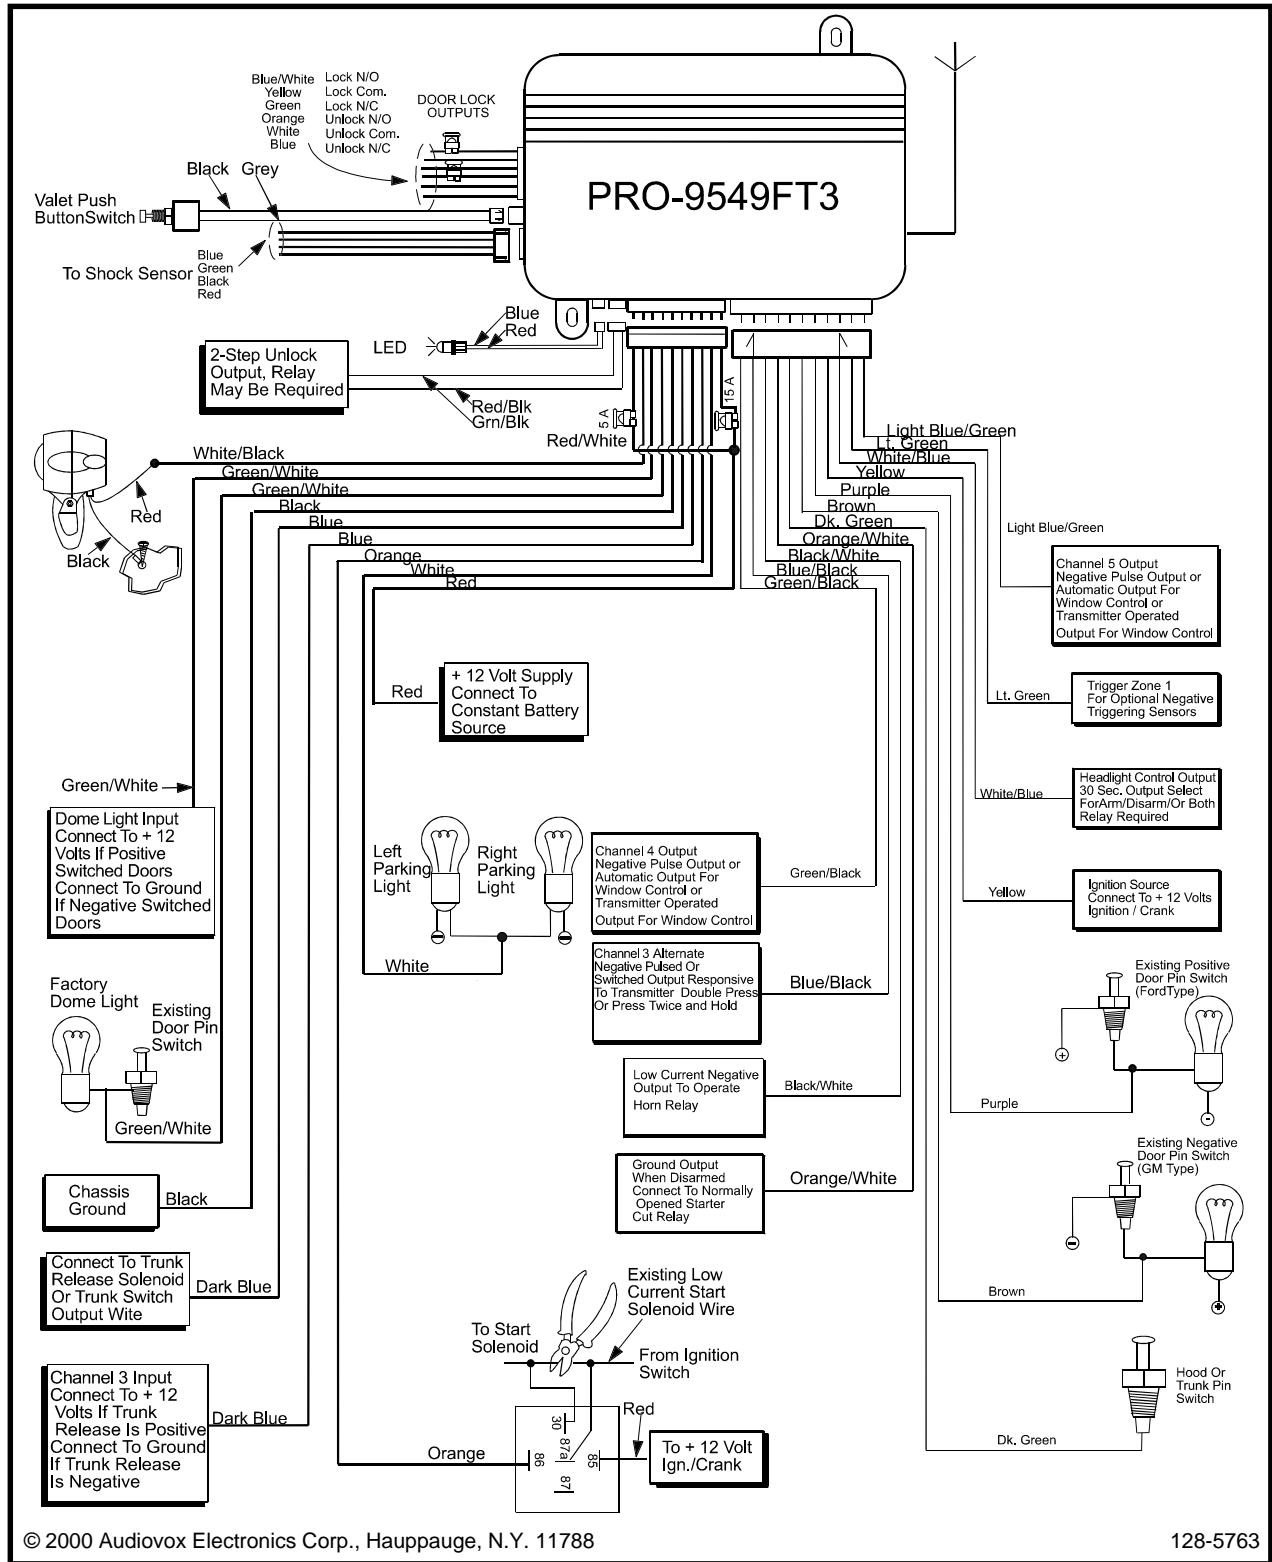 Blue/White Lock N/O
Yellow Lock Com.
Green Lock N/C
Orange Unlock N/O
White Unlock Com.
Blue Unlock N/C
DOOR LOCK
OUTPUTS
PRO-9549FT3
Black Grey
Valet Push
ButtonSwitch
To Shock Sensor
Blue
Green
Black
Red
Blue
Red
LED
2-Step Unlock
Output, Relay
May Be Required
Red/Blk
Grn/Blk
5 A
15 A
Red/White
White/Black
Green/White
Green/White
Black
Blue
Blue
Orange
White
Red
Red
Black
Light Blue/Green
Lt. Green
White/Blue
Yellow
Purple
Brown
Dk. Green
Orange/White
Black/White
Blue/Black
Green/Black
Light Blue/Green
Channel 5 Output
Negative Pulse Output or
Automatic Output For
Window Control or
Transmitter Operated
Output For Window Control
Red
+ 12 Volt Supply
Connect To
Constant Battery
Source
Lt. Green
Trigger Zone 1
For Optional Negative
Triggering Sensors
Green/White
Dome Light Input
Connect To + 12
Volts If Positive
Switched Doors
Connect To Ground
If Negative Switched
Doors
White/Blue
Headlight Control Output
30 Sec. Output Select
ForArm/Disarm/Or Both
Relay Required
Left
Parking
Light
Right
Parking
Light
White
Channel 4 Output
Negative Pulse Output or
Automatic Output For
Window Control or
Transmitter Operated
Output For Window Control
Green/Black
Yellow
Ignition Source
Connect To + 12 Volts
Ignition / Crank
Channel 3 Alternate
Negative Pulsed Or
Switched Output Responsive
To Transmitter Double Press
Or Press Twice and Hold
Blue/Black
Existing Positive
Door Pin Switch
(FordType)
+
-
Purple
Factory
Dome Light
Existing
Door Pin
Switch
Green/White
Low Current Negative
Output To Operate
Horn Relay
Black/White
Existing Negative
Door Pin Switch
(GM Type)
Brown
Chassis
Ground
Black
Ground Output
When Disarmed
Connect To Normally
Opened Starter
Cut Relay
Orange/White
Connect To Trunk
Release Solenoid
Or Trunk Switch
Output Wite
Dark Blue
Existing Low
Current Start
Solenoid Wire
To Start
Solenoid
From Ignition
Switch
Hood Or
Trunk Pin
Switch
Dk. Green
Channel 3 Input
Connect To + 12
Volts If Trunk
Release Is Positive
Connect To Ground
If Trunk Release
Is Negative
Dark Blue
Orange
30
87a
86
85
87
Red
To + 12 Volt
Ign./Crank
© 2000 Audiovox Electronics Corp., Hauppauge, N.Y. 11788
128-5763